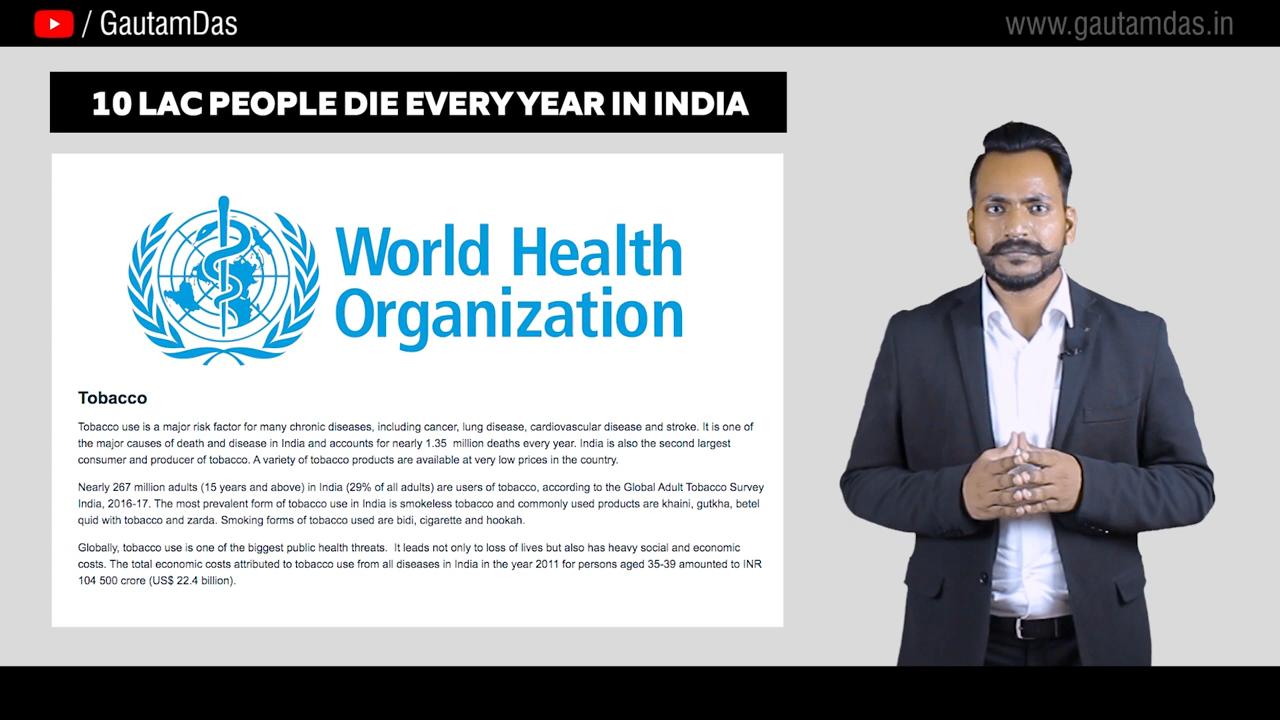 / GautamDas
www.gautamdas.in
10 LAC PEOPLE DIE EVERY YEAR IN INDIA
World Health
Organization
Tobacco
Tobacco use is a major risk factor for many chronic diseases, including cancer, lung disease, cardiovascular disease and stroke. It is one of
the major causes of death and disease in India and accounts for nearly 1.35 million deaths every year. India is also the second largest
consumer and producer of tobacco. A variety of tobacco products are available at very low prices in the country.
Nearly 267 million adults (15 years and above) in India (29% of all adults) are users of tobacco, according to the Global Adult Tobacco Survey
India, 2016-17. The most prevalent form of tobacco use in India is smokeless tobacco and commonly used products are khaini, gutkha, betel
quid with tobacco and zarda. Smoking forms of tobacco used are bidi, cigarette and hookah.
Globally, tobacco use is one of the biggest public health threats. It leads not only to loss of lives but also has heavy social and economic
costs. The total economic costs attributed to tobacco use from all diseases in India in the year 2011 for persons aged 35-39 amounted to INR
104 500 crore (US$ 22.4 billion).